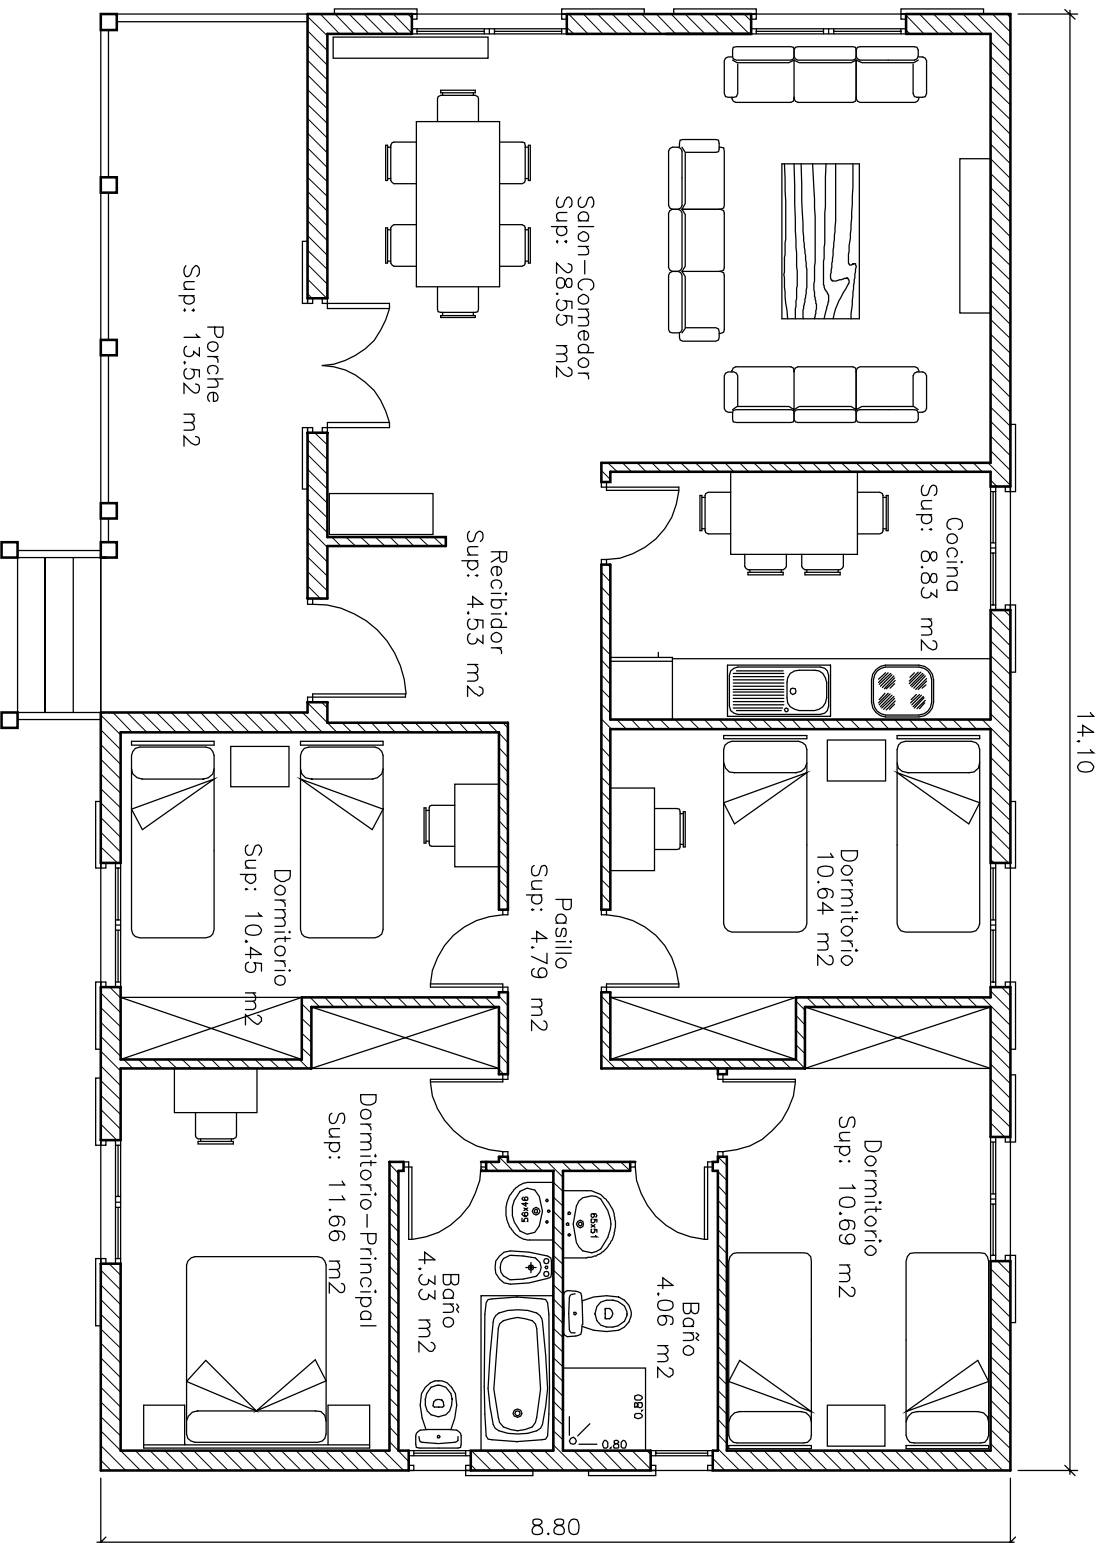 Salon-Comedor
Sup: 28.55 m2
Porche
Sup: 13.52 m2
Cocina
Sup: 8.83 m2
Recibidor
Sup: 4.53 m2
14.10
Dormitorio
10.64 m2
Dormitorio
Sup: 10.45 m2
Pasillo
Sup: 4.79 m2
Dormitorio
Sup: 10.69 m2
Dormitorio-Principal
Sup: 11.66 m2
56x46
65x51
Baño
4.33 m2
Baño
4.06 m2
0.80
0.80
8.80